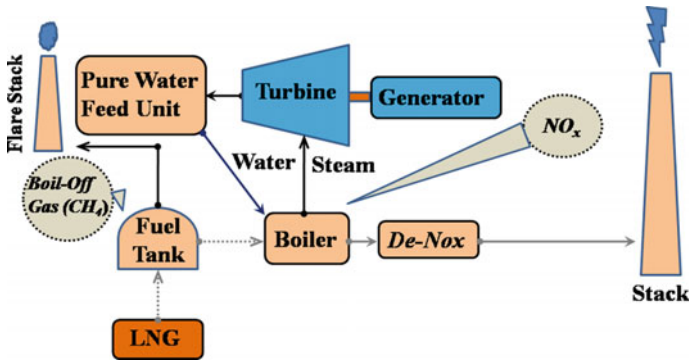 Flare Stack
Pure Water
Feed Unit
Turbine
Generator
NOx
Water
Steam
Boil-Off
Gas (CH4)
Fuel
Tank
Boiler
De-Nox
Stack
LNG